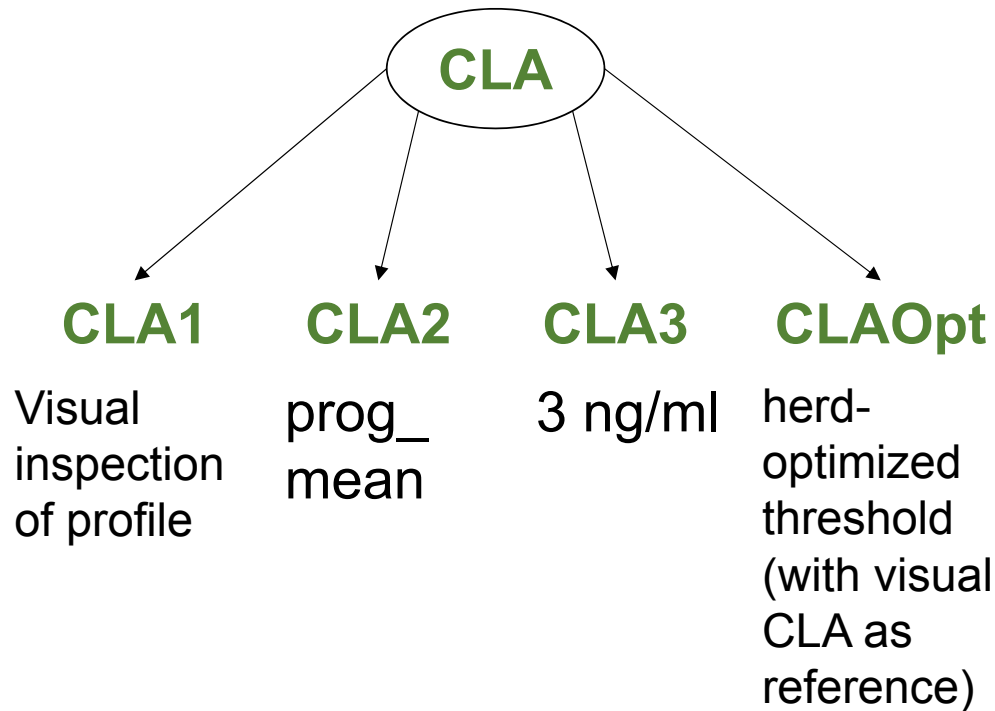 CLA
CLA1
CLA2
CLA3
CLAOpt
Visual
inspection
of profile
prog_
mean
3 ng/ml
herd-
optimized
threshold
(with visual
CLA as
reference)